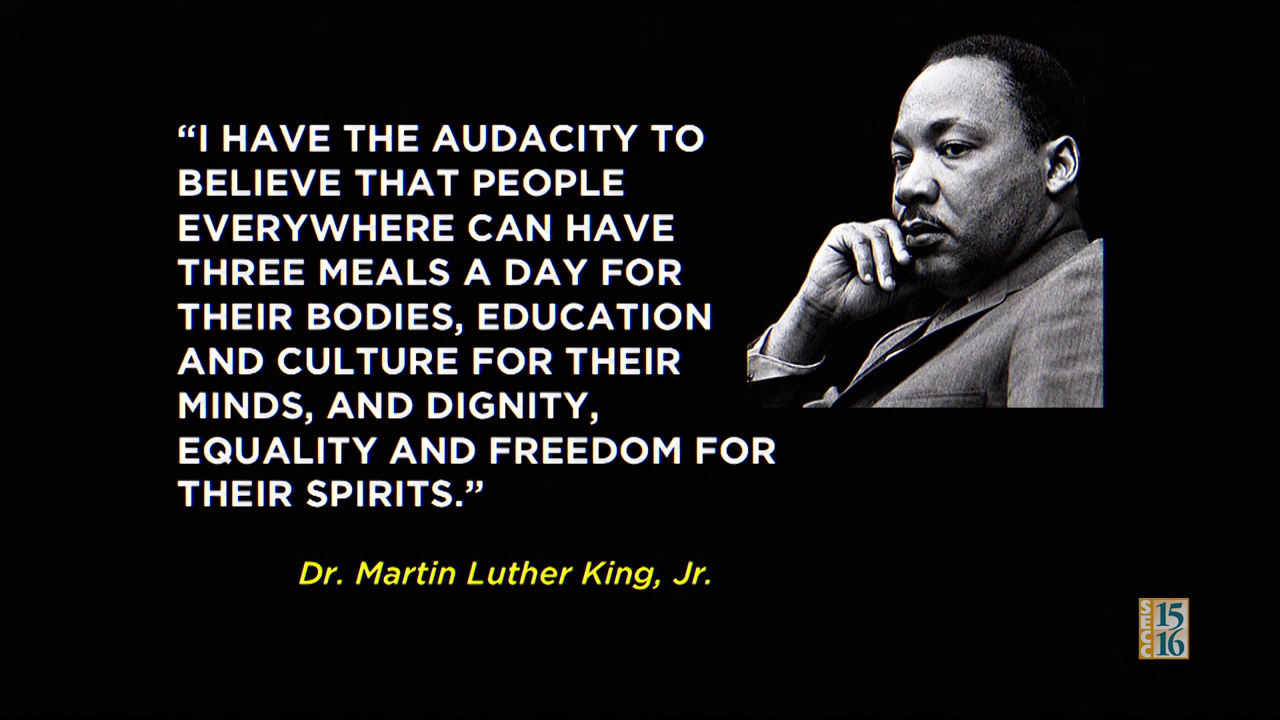 “I HAVE THE AUDACITY TO
BELIEVE THAT PEOPLE
EVERYWHERE CAN HAVE
THREE MEALS A DAY FOR
THEIR BODIES, EDUCATION
AND CULTURE FOR THEIR
MINDS, AND DIGNITY,
EQUALITY AND FREEDOM FOR
THEIR SPIRITS.”
Dr. Martin Luther King, Jr.
SECC
15
16